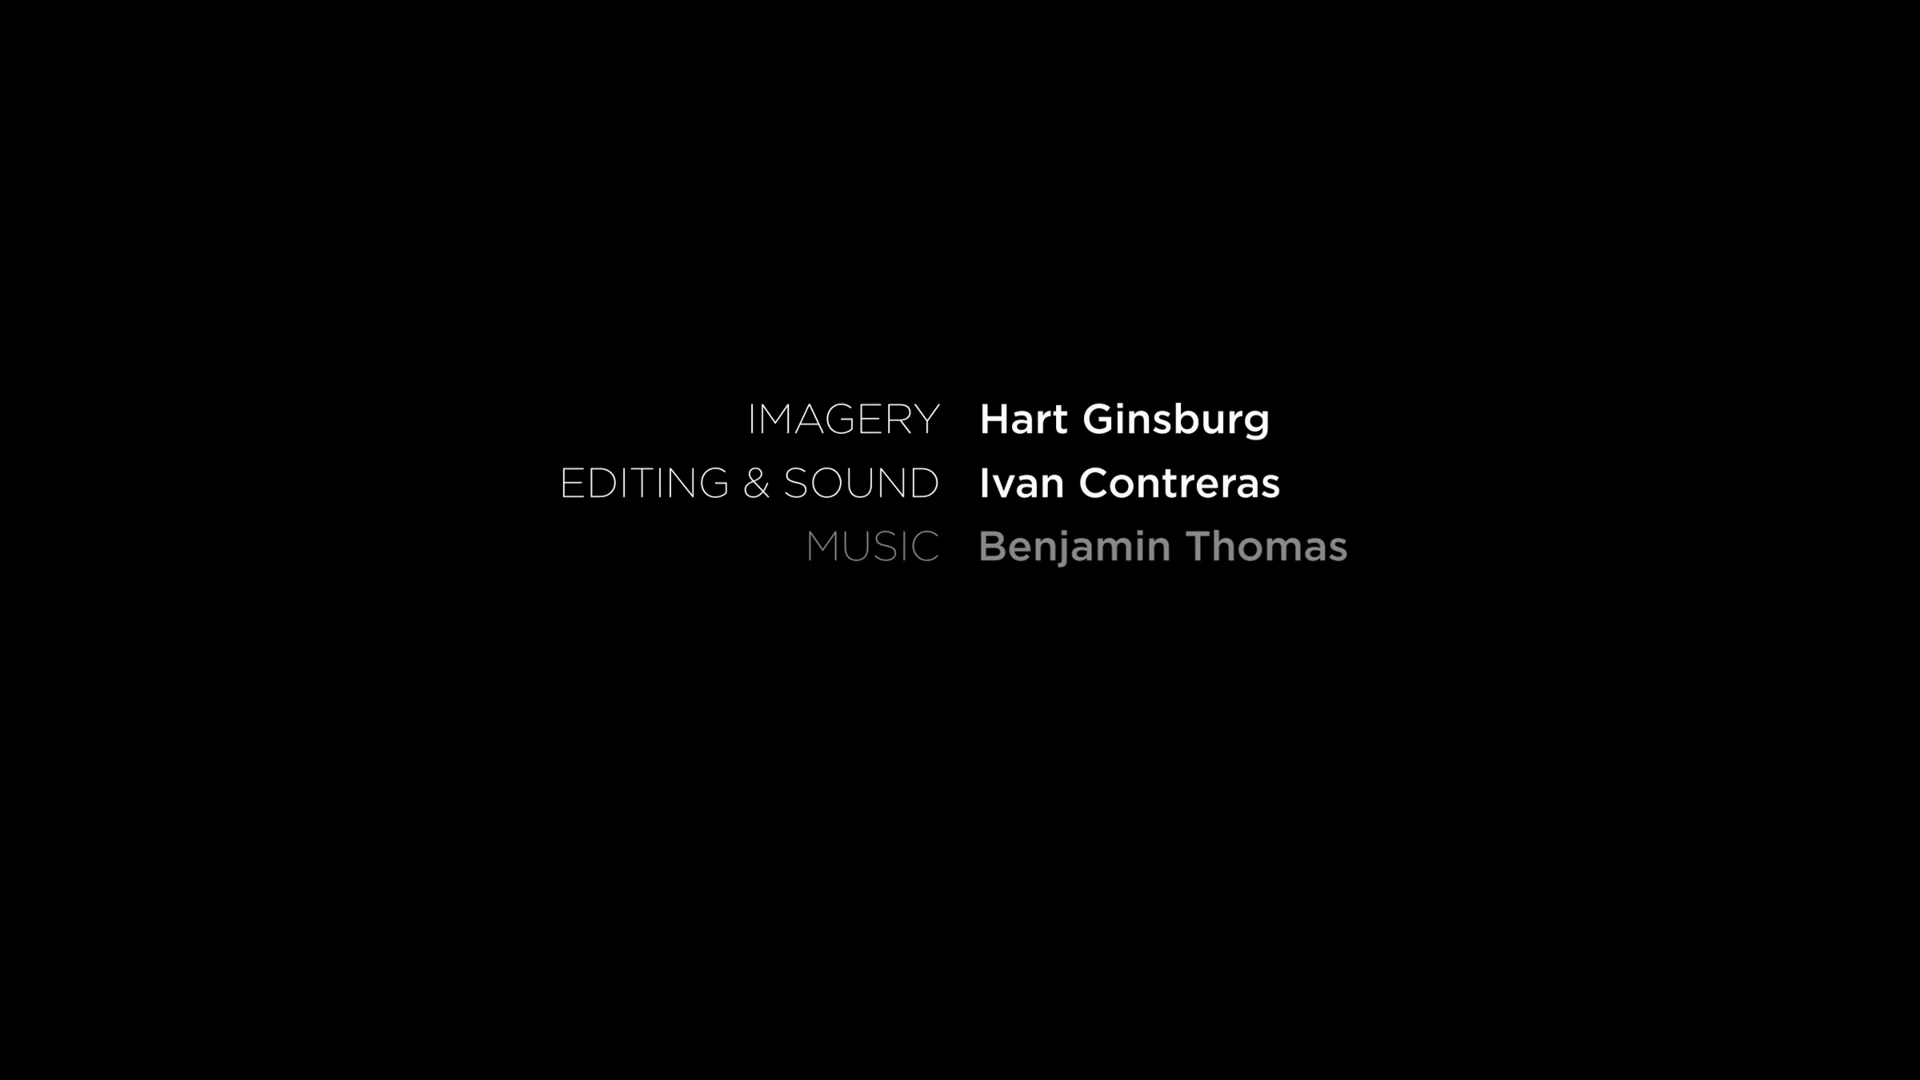 IMAGERY Hart Ginsburg
EDITING & SOUND Ivan Contreras
MUSIC Benjamin Thomas